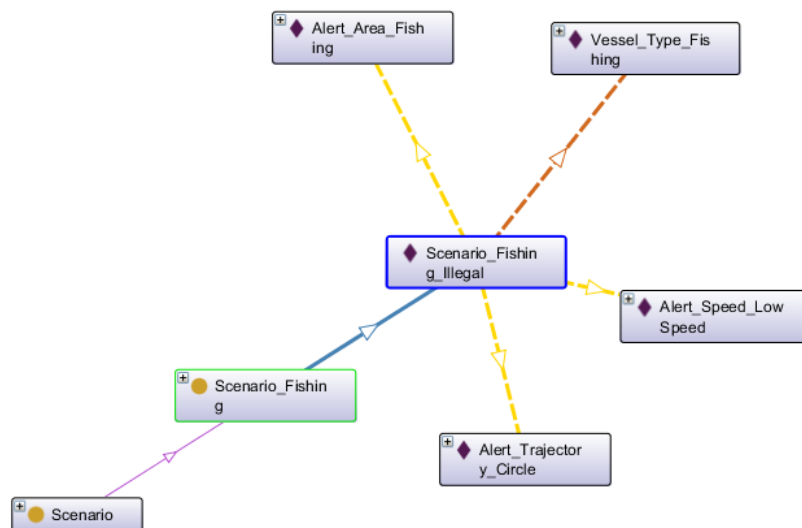 Alert_Area_Fish
ing
Vessel_Type_Fis
hing
Scenario_Fishin
g_Illegal
Alert_Speed_Low
Speed
Scenario_Fishin
g
Alert_Trajector
y_Circle
Scenario